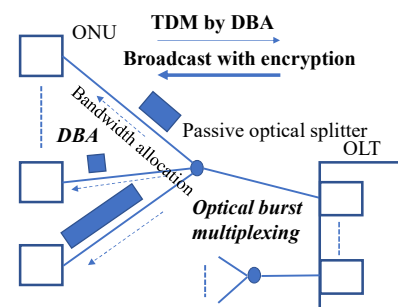 ONU
TDM by DBA
Broadcast with encryption
Bandwidth allocation
Passive optical splitter
OLT
DBA
Optical burst
multiplexing